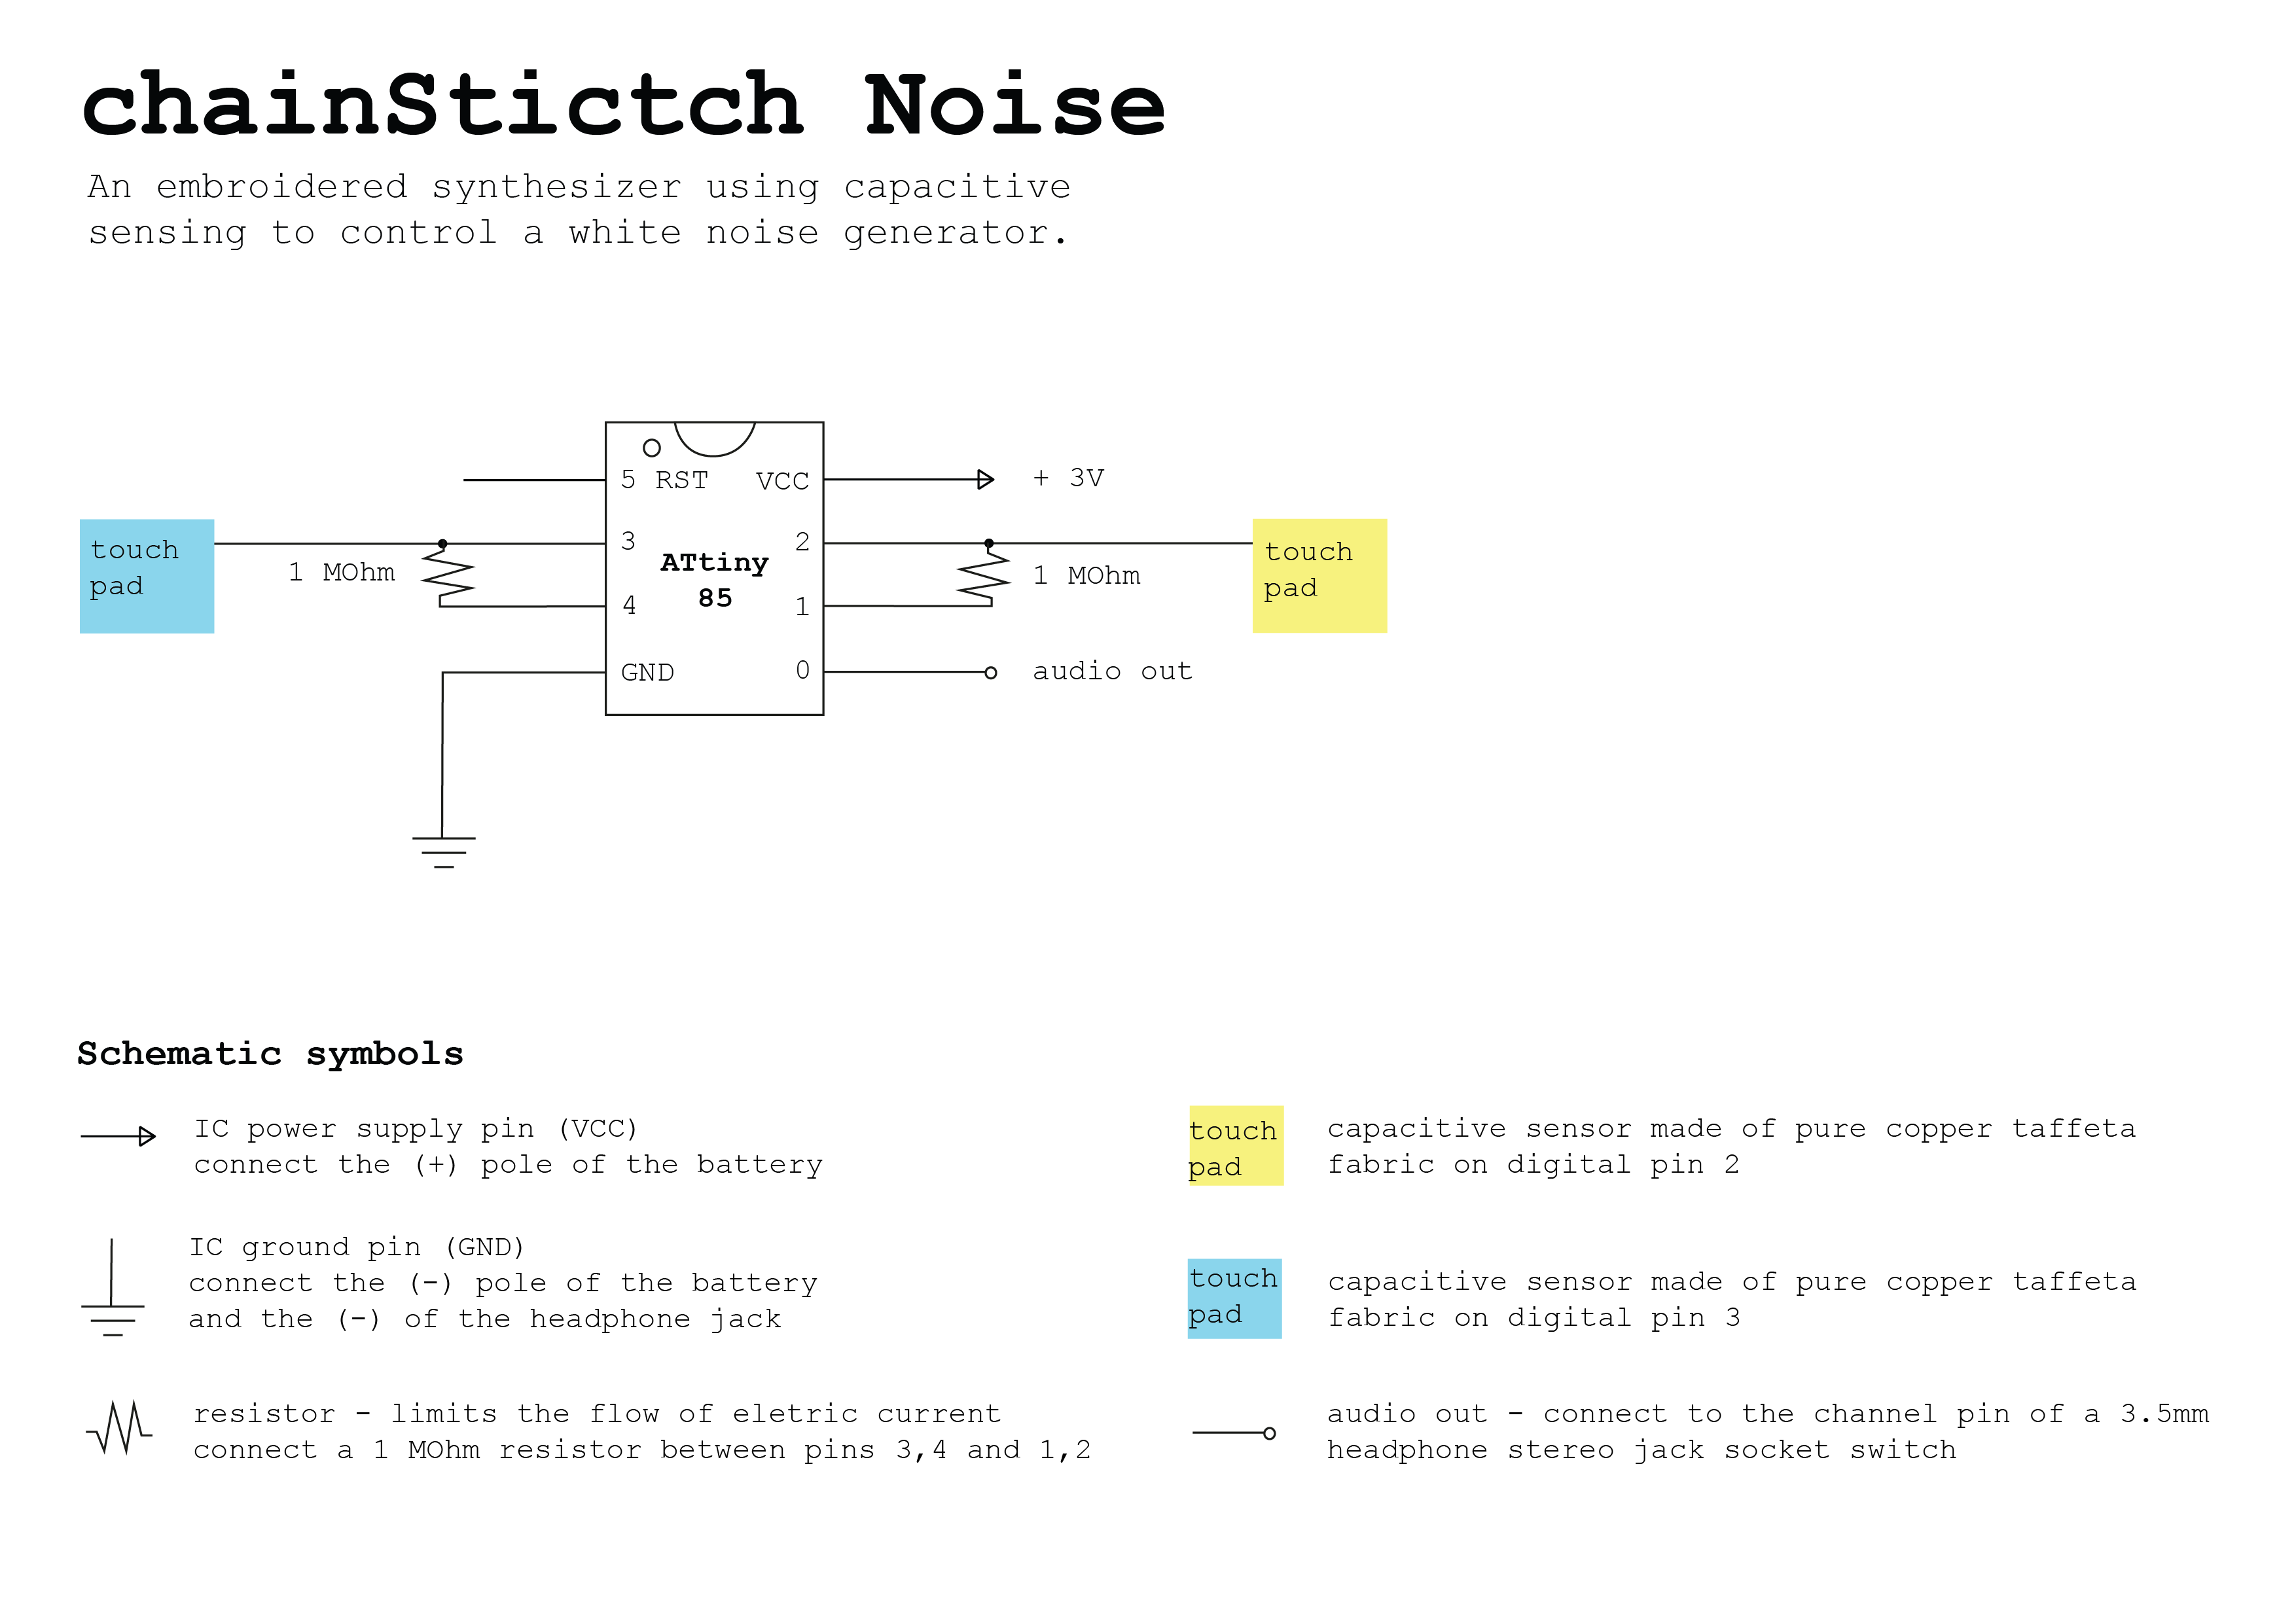 chainStictch Noise
An embroidered synthesizer using capacitive
sensing to control a white noise generator.
5 RST
VCC
+ 3V
touch
pad
3
2
touch
pad
1 MOhm
ATtiny
85
1 MOhm
4
1
GND
0
audio out
Schematic symbols
IC power supply pin (VCC)
connect the (+) pole of the battery
IC ground pin (GND)
connect the (-) pole of the battery
and the (-) of the headphone jack
resistor - limits the flow of eletric current
connect a 1 MOhm resistor between pins 3,4 and 1,2
touch
pad
capacitive sensor made of pure copper taffeta
fabric on digital pin 2
touch
pad
capacitive sensor made of pure copper taffeta
fabric on digital pin 3
audio out - connect to the channel pin of a 3.5mm
headphone stereo jack socket switch